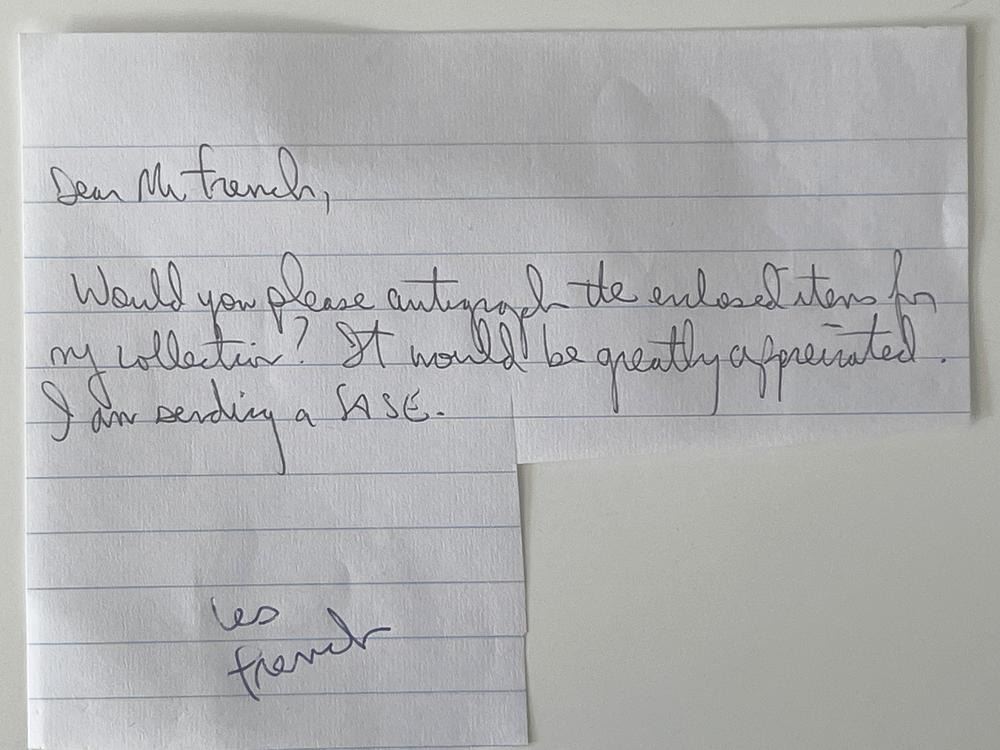 Dear Mr French,
Would you please autograph the enclosed items for
my collection? It would be greatly appreciated.
I am sending a SASE.
Les
French